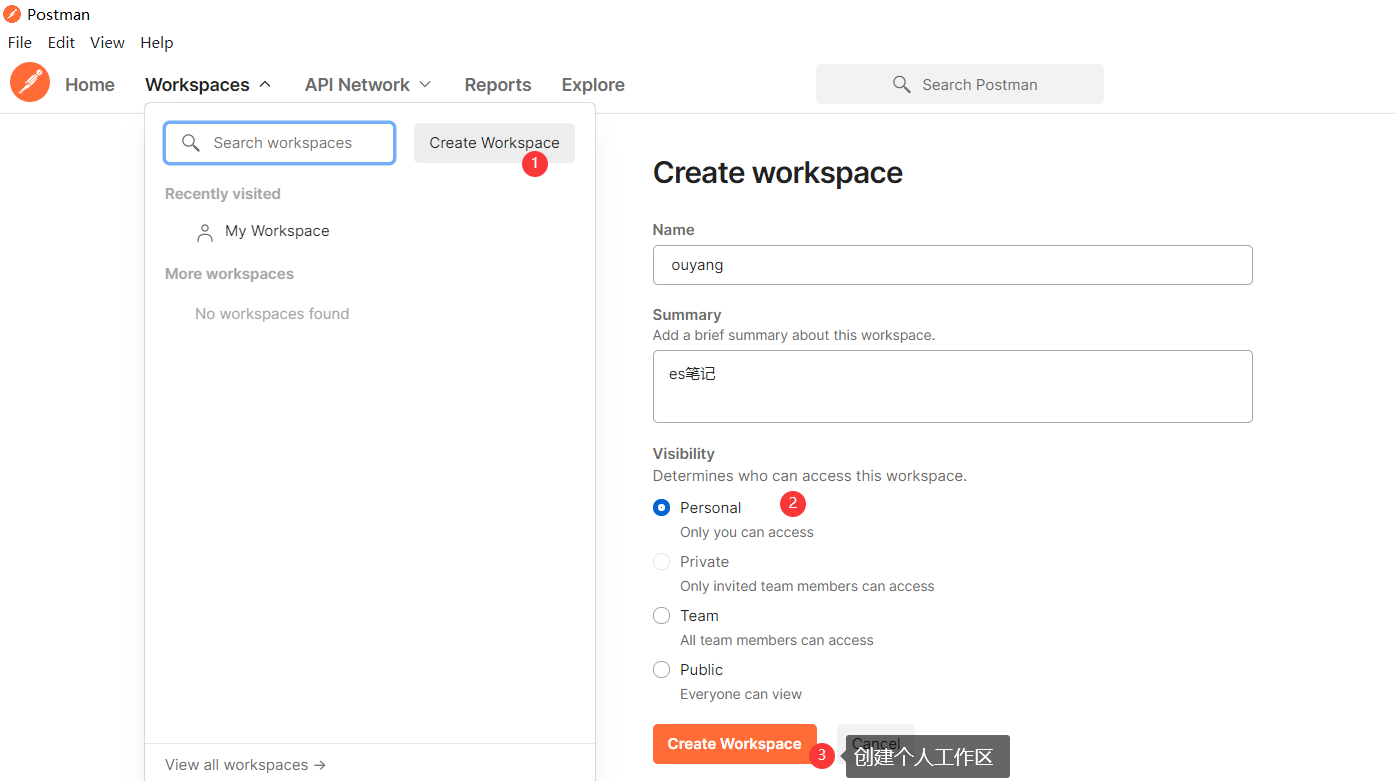 Postman
File Edit View Help
Home Workspaces API Network Reports Explore Search Postman
Search workspaces Create Workspace
1
Recently visited
My Workspace
More workspaces
No workspaces found
View all workspaces →
Create workspace
Name
ouyang
Summary
Add a brief summary about this workspace.
es笔记
Visibility
Determines who can access this workspace.
Personal 2
Only you can access
Private
Only invited team members can access
Team
All team members can access
Public
Everyone can view
Create Workspace Cancel
3 创建个人工作区